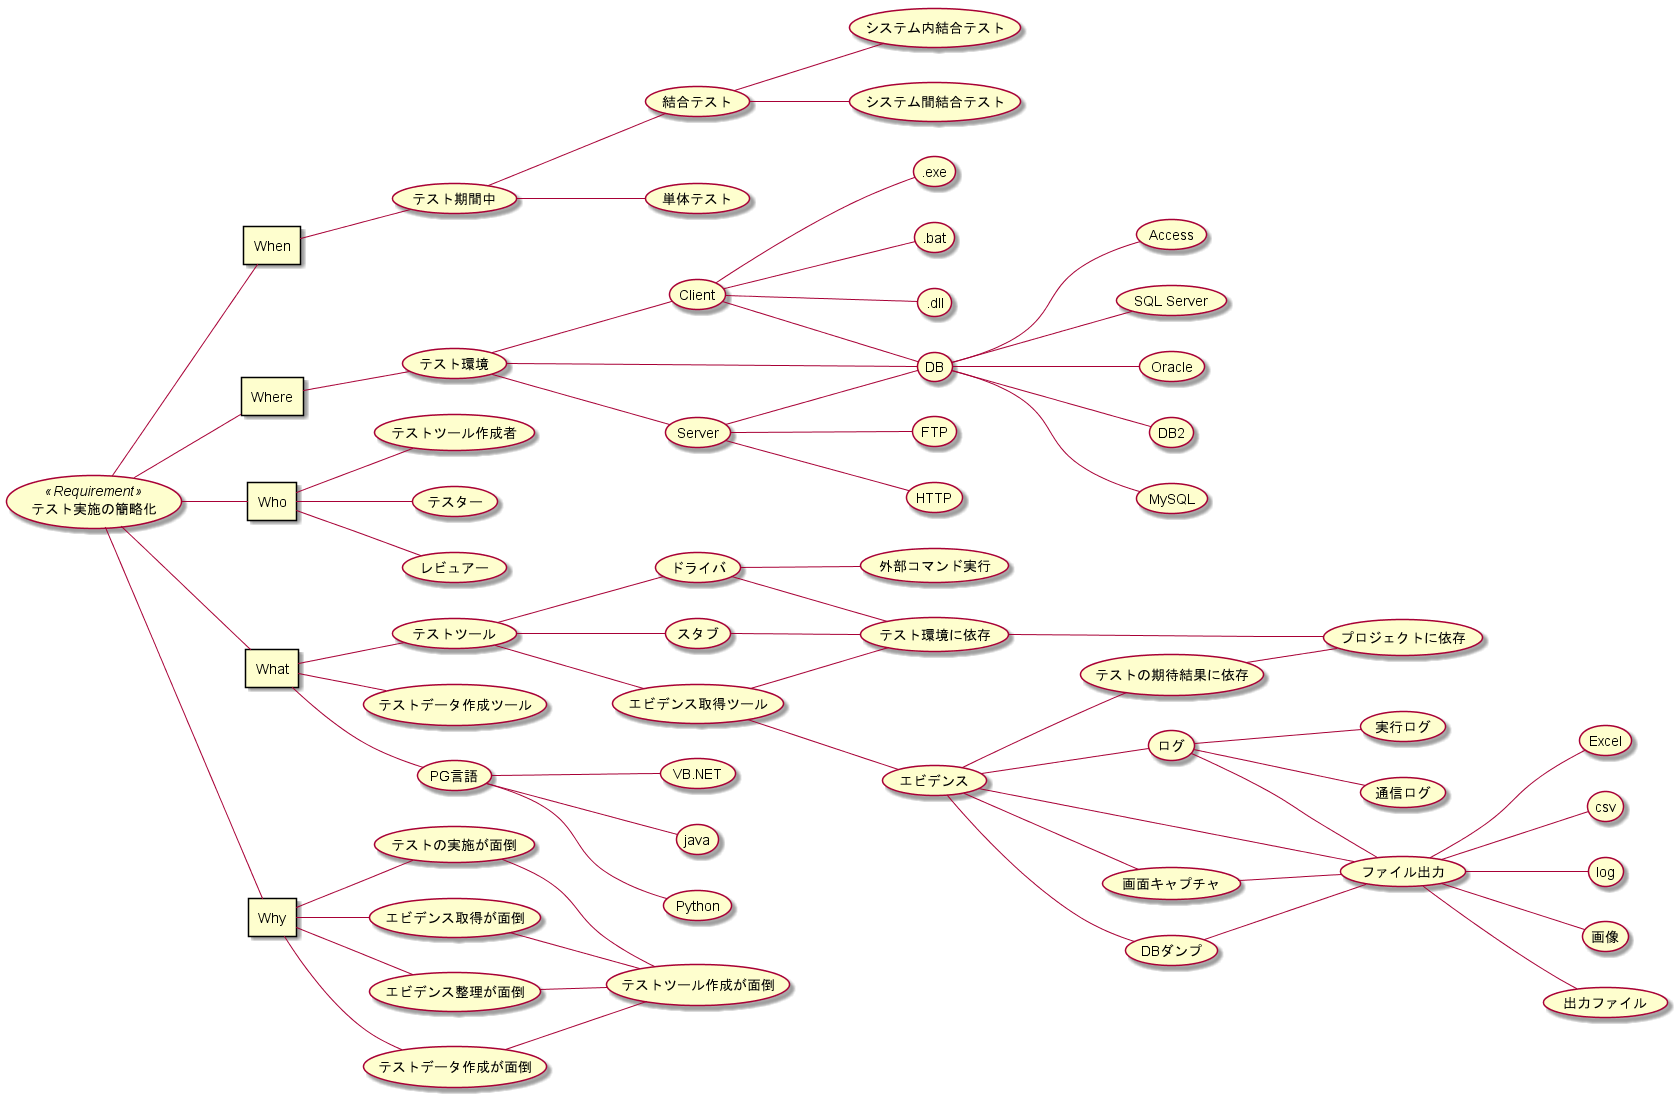 システム内結合テスト
結合テスト
システム間結合テスト
.exe
テスト期間中
単体テスト
When
.bat
Access
Client
.dll
SQL Server
テスト環境
DB
Oracle
Where
テストツール作成者
Server
FTP
DB2
«Requirement»
テスト実施の簡略化
Who
テスター
HTTP
MySQL
レビュアー
ドライバ
外部コマンド実行
テストツール
スタブ
テスト環境に依存
プロジェクトに依存
What
テストの期待結果に依存
テストデータ作成ツール
エビデンス取得ツール
ログ
実行ログ
Excel
PG言語
VB.NET
エビデンス
通信ログ
csv
テストの実施が面倒
java
画面キャプチャ
ファイル出力
log
Why
エビデンス取得が面倒
Python
DBダンプ
画像
エビデンス整理が面倒
テストツール作成が面倒
出力ファイル
テストデータ作成が面倒